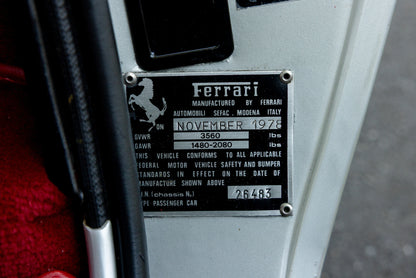 Ferrari
MANUFACTURED BY FERRARI
AUTOMOBILI SEFAC, MODENA ITALY
ON NOVEMBER 1978
GVWR 3560 lbs
GAWR 1480-2080 lbs
THIS VEHICLE CONFORMS TO ALL APPLICABLE
FEDERAL MOTOR VEHICLE SAFETY AND BUMPER
STANDARDS IN EFFECT ON THE DATE OF
MANUFACTURE SHOWN ABOVE
I.N (chassis N.) 26483
TYPE PASSENGER CAR